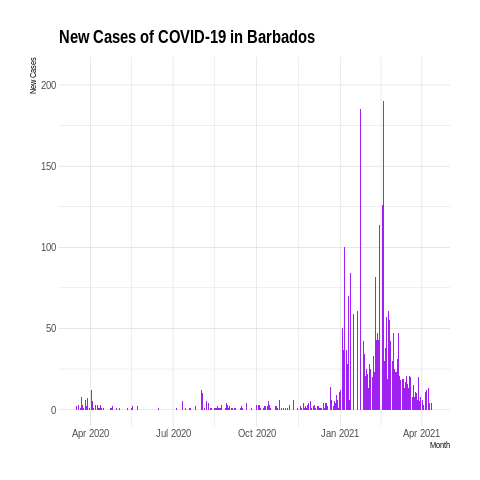 New Cases of COVID-19 in Barbados
New Cases
200
150
100
50
0
Apr 2020 Jul 2020 Oct 2020 Jan 2021 Apr 2021
Month